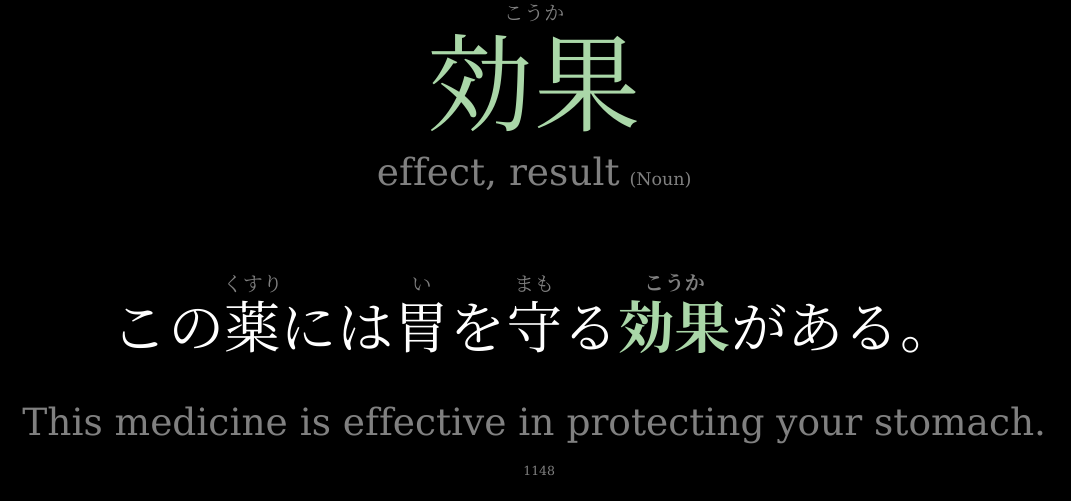 こうか
効果
effect, result (Noun)
くすり い まも こうか
この薬には胃を守る効果がある。
This medicine is effective in protecting your stomach.
1148